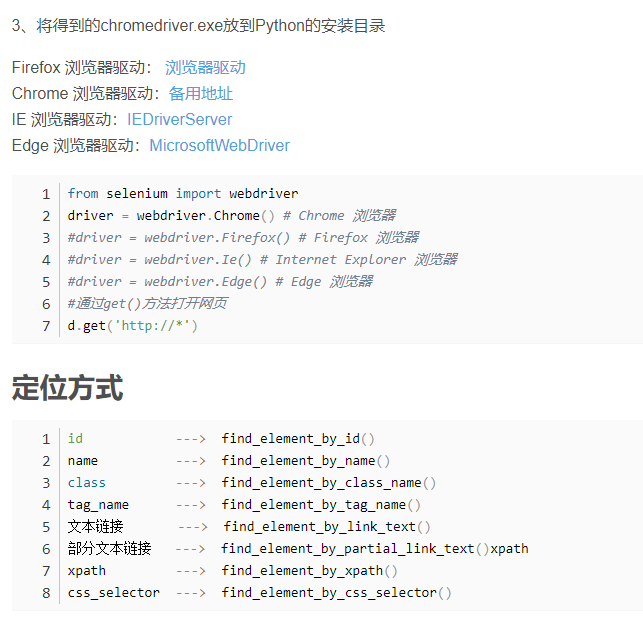 3、将得到的chromedriver.exe放到Python的安装目录
Firefox 浏览器驱动： 浏览器驱动
Chrome 浏览器驱动：备用地址
IE 浏览器驱动：IEDriverServer
Edge 浏览器驱动：MicrosoftWebDriver
1 from selenium import webdriver
2 driver = webdriver.Chrome() # Chrome 浏览器
3 #driver = webdriver.Firefox() # Firefox 浏览器
4 #driver = webdriver.Ie() # Internet Explorer 浏览器
5 #driver = webdriver.Edge() # Edge 浏览器
6 #通过get()方法打开网页
7 d.get('http://*')
定位方式
1 id ---> find_element_by_id()
2 name ---> find_element_by_name()
3 class ---> find_element_by_class_name()
4 tag_name ---> find_element_by_tag_name()
5 文本链接 ---> find_element_by_link_text()
6 部分文本链接 ---> find_element_by_partial_link_text()xpath
7 xpath ---> find_element_by_xpath()
8 css_selector ---> find_element_by_css_selector()